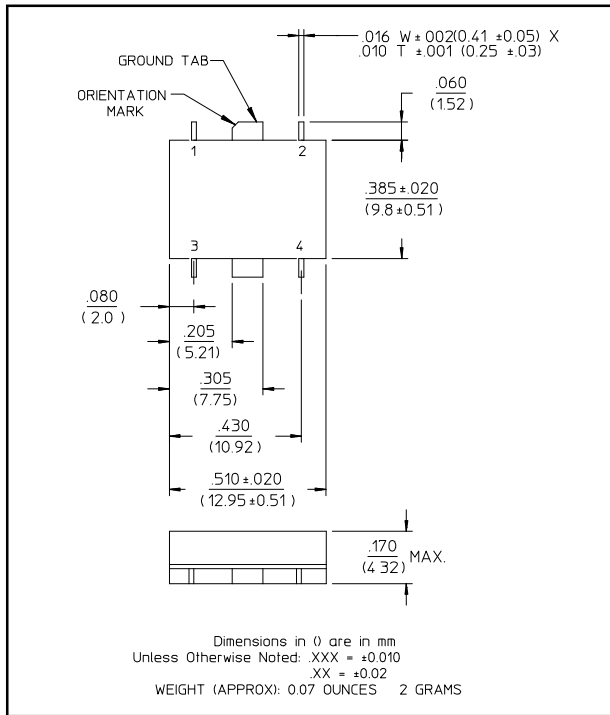 .016 W ± 002(0.41 ±0.05) X
.010 T ±.001 (0.25 ±.03)
GROUND TAB
ORIENTATION
MARK
.060
(1.52)
1
2
.385±.020
(9.8 ±0.51)
3
4
.080
( 2.0 )
.205
(5.21)
.305
(7.75)
.430
(10.92)
.510±.020
(12.95 ±0.51)
.170
(4 32)
MAX.
Dimensions in () are in mm
Unless Otherwise Noted: .XXX = ±0.010
.XX = ±0.02
WEIGHT (APPROX): 0.07 OUNCES 2 GRAMS